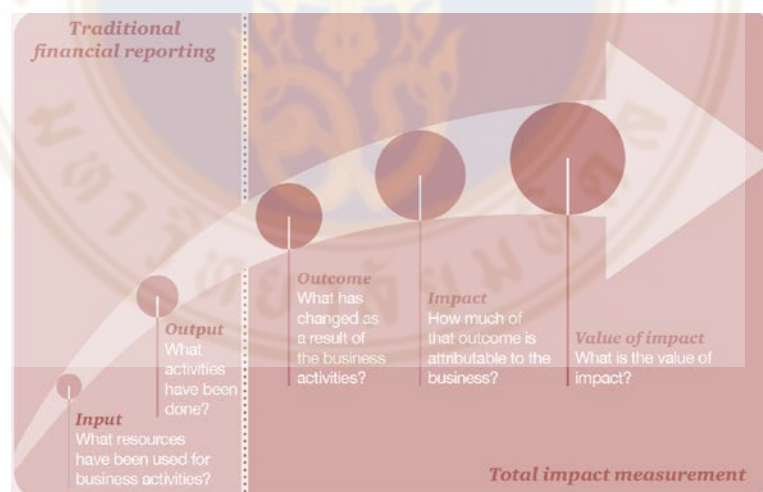 Traditional
financial reporting
Outcome
What has
changed as
a result of
the business
activities?
Impact
How much of
that outcome is
attributable to the
business?
Value of impact
What is the value of
impact?
Output
What
activities
have been
done?
Input
What resources
have been used for
business activities?
Total impact measurement